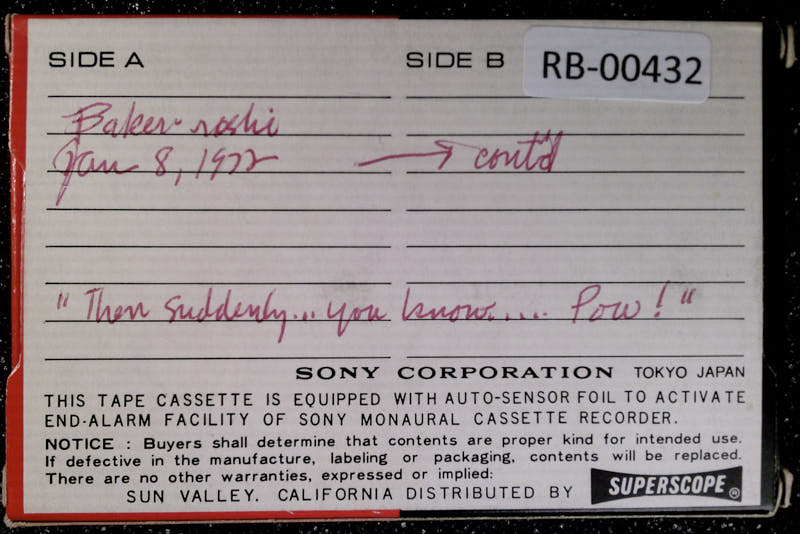 SIDE A
SIDE B
RB-00432
Baker-roshi
Jan 8, 1972 → cont'd
"Then suddenly... you know.... Pow!"
SONY CORPORATION TOKYO JAPAN
THIS TAPE CASSETTE IS EQUIPPED WITH AUTO-SENSOR FOIL TO ACTIVATE
END-ALARM FACILITY OF SONY MONAURAL CASSETTE RECORDER.
NOTICE : Buyers shall determine that contents are proper kind for intended use.
If defective in the manufacture, labeling or packaging, contents will be replaced.
There are no other warranties, expressed or implied:
SUN VALLEY. CALIFORNIA DISTRIBUTED BY SUPERSCOPE ®